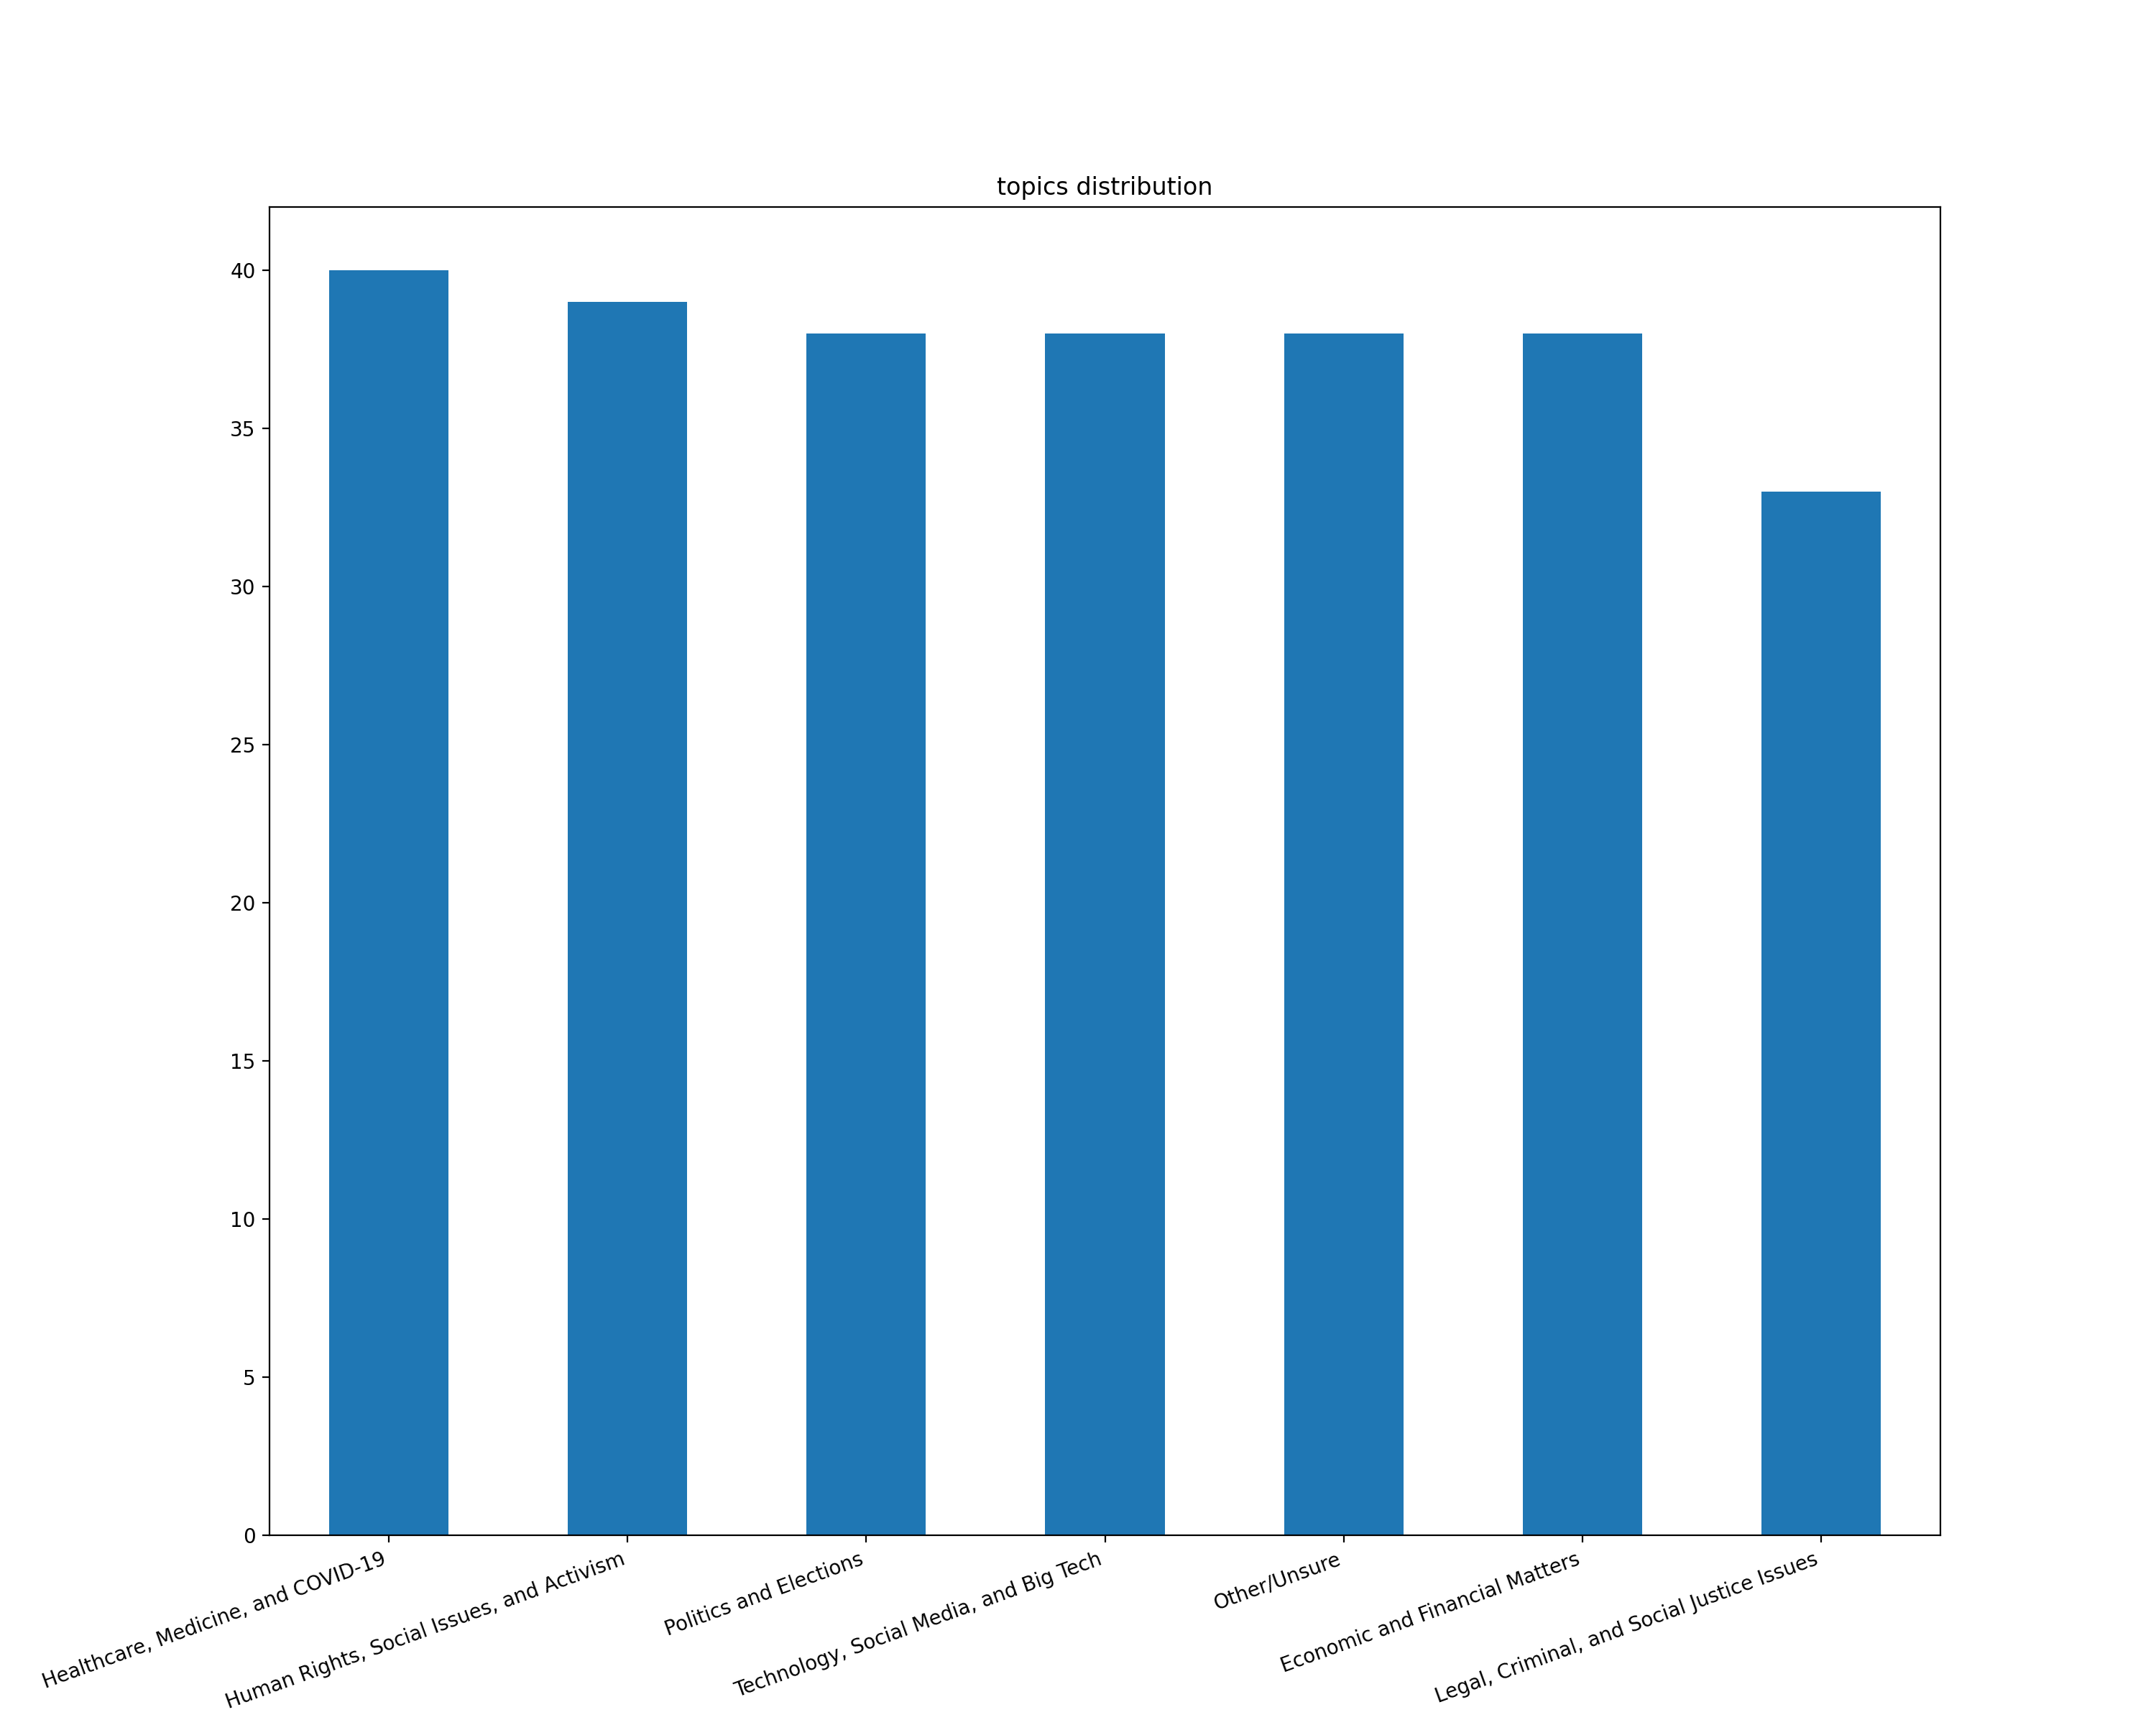 topics distribution
40
35
30
25
20
15
10
5
0
Healthcare, Medicine, and COVID-19
Human Rights, Social Issues, and Activism
Politics and Elections
Technology, Social Media, and Big Tech
Other/Unsure
Economic and Financial Matters
Legal, Criminal, and Social Justice Issues